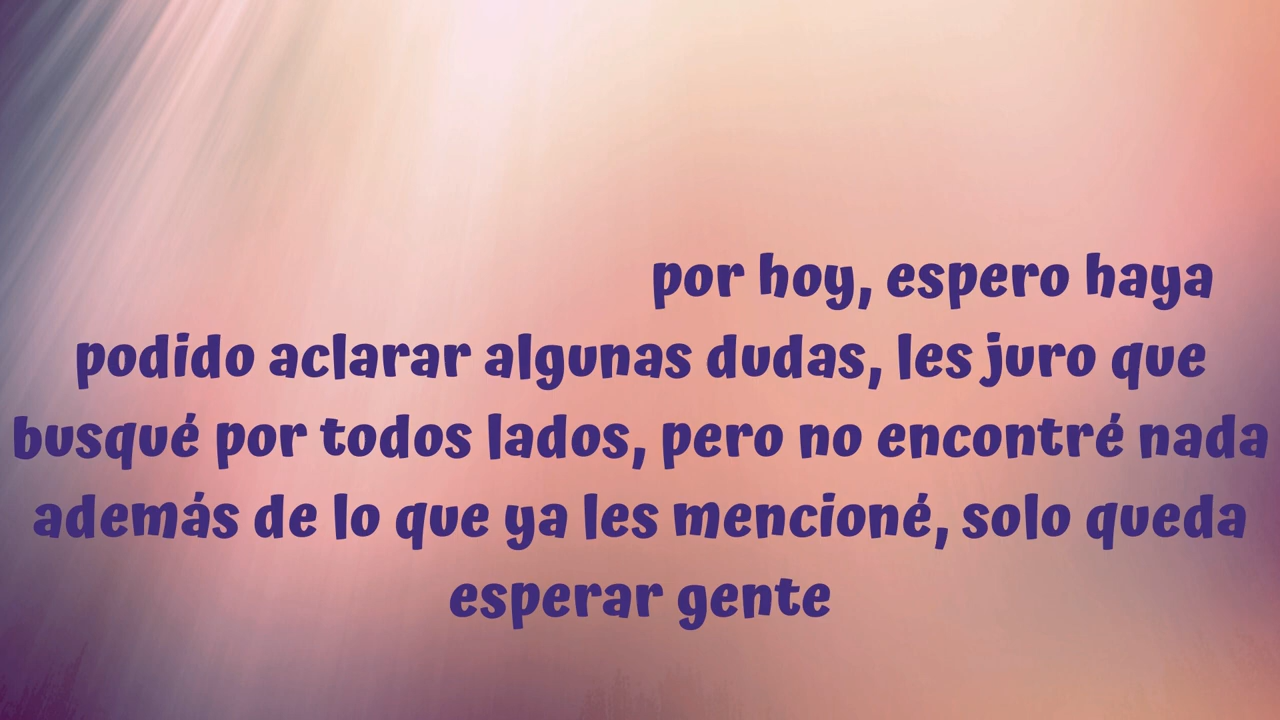 por hoy, espero haya
podido aclarar algunas dudas, les juro que
busqué por todos lados, pero no encontré nada
además de lo que ya les mencioné, solo queda
esperar gente